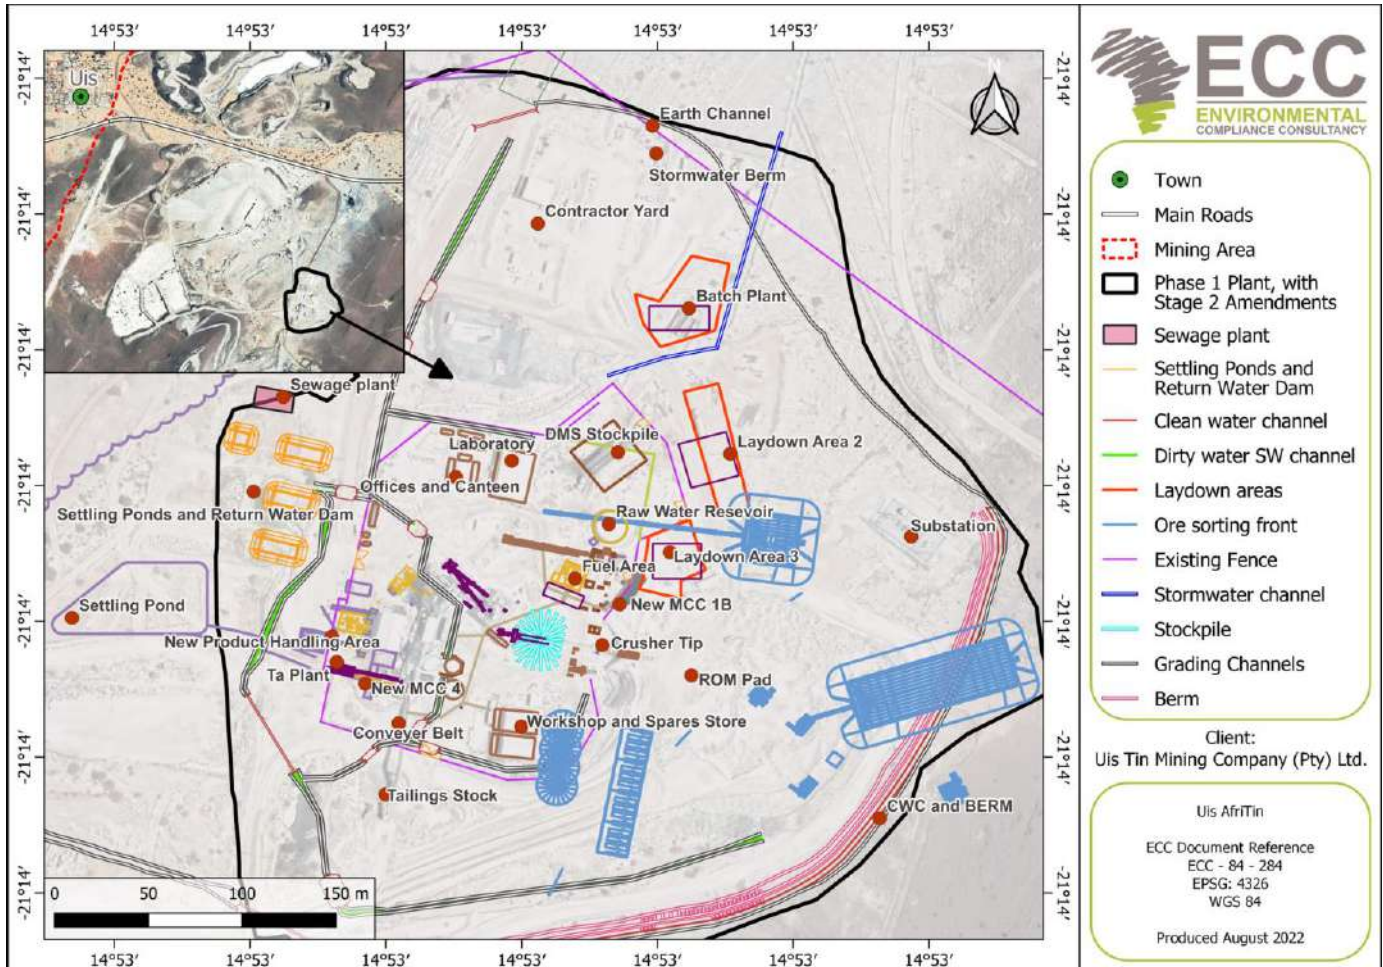 14°53′ 14°53′ 14°53′ 14°53′ 14°53′ 14°53′ 14°53′
-21°14′
-21°14′
-21°14′
-21°14′
-21°14′
-21°14′
-21°14′
-21°14′
-21°14′
-21°14′
-21°14′
-21°14′
-21°14′
-21°14′
Uis
N
Earth Channel
Stormwater Berm
Contractor Yard
Batch Plant
Sewage plant
DMS Stockpile
Laboratory
Laydown Area 2
Offices and Canteen
Settling Ponds and Return Water Dam
Raw Water Resevoir
Substation
Laydown Area 3
Fuel Area
Settling Pond
New MCC 1B
New Product Handling Area
Crusher Tip
Ta Plant
New MCC 4
ROM Pad
Workshop and Spares Store
Conveyer Belt
Tailings Stock
CWC and BERM
0 50 100 150 m
14°53′ 14°53′ 14°53′ 14°53′ 14°53′ 14°53′ 14°53′
ECC
ENVIRONMENTAL
COMPLIANCE CONSULTANCY
Town
Main Roads
Mining Area
Phase 1 Plant, with
Stage 2 Amendments
Sewage plant
Settling Ponds and
Return Water Dam
Clean water channel
Dirty water SW channel
Laydown areas
Ore sorting front
Existing Fence
Stormwater channel
Stockpile
Grading Channels
Berm
Client:
Uis Tin Mining Company (Pty) Ltd.
Uis AfriTin
ECC Document Reference
ECC - 84 - 284
EPSG: 4326
WGS 84
Produced August 2022